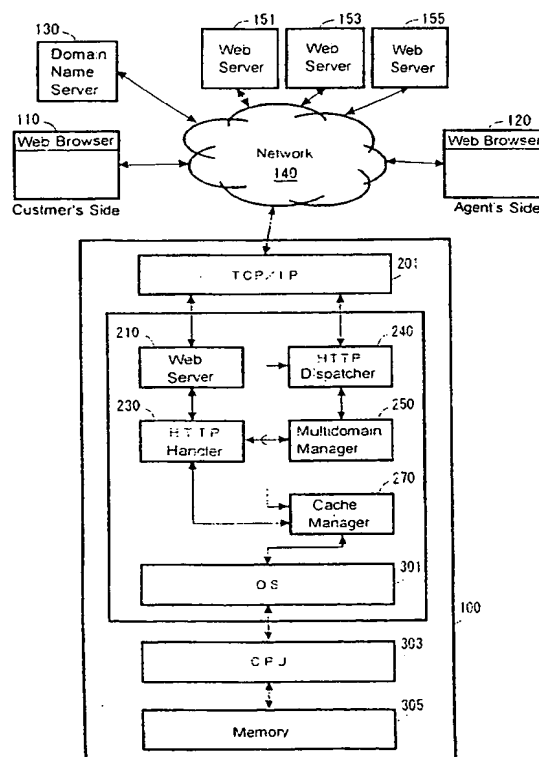 130
Domain
Name
Server
151
Web
Server
153
Web
Server
155
Web
Server
110
Web Browser
Custmer's Side
Network
140
120
Web Browser
Agent's Side
TCP/IP
201
210
Web
Server
240
HTTP
Dispatcher
230
HTTP
Handler
250
Multidomain
Manager
270
Cache
Manager
OS
301
100
CPU
303
Memory
305